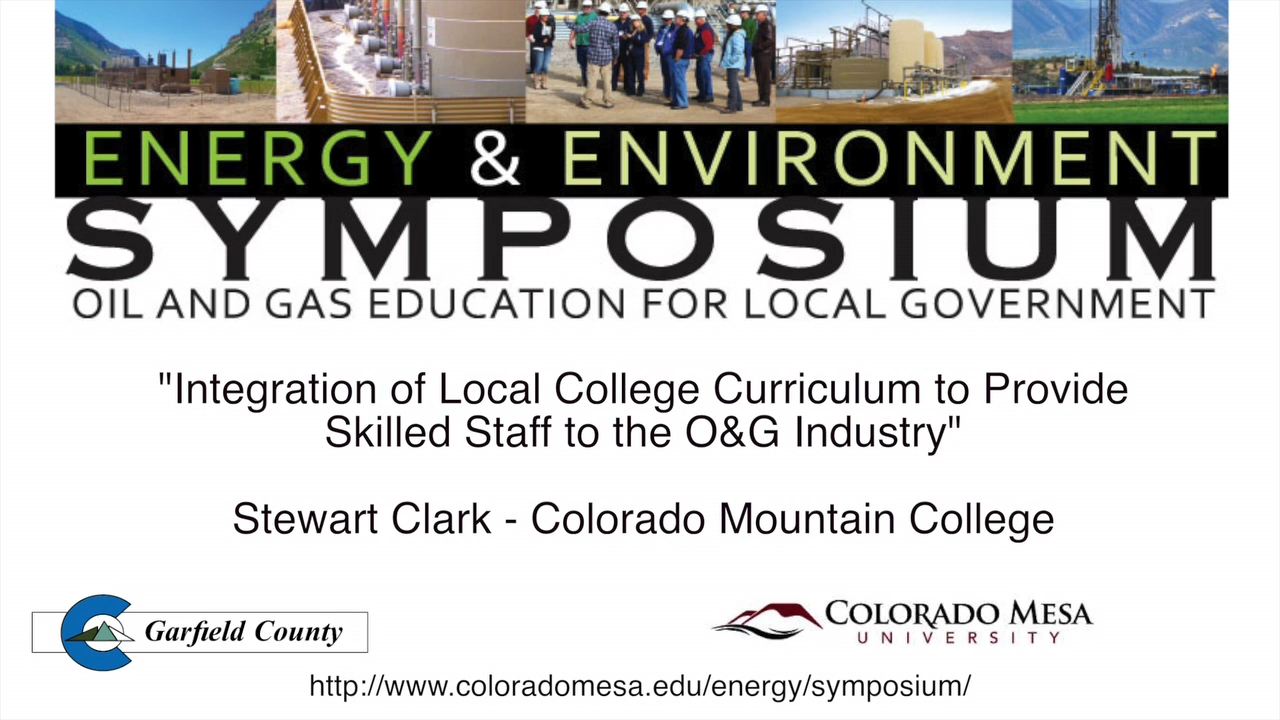 ENERGY & ENVIRONMENT
SYMPOSIUM
OIL AND GAS EDUCATION FOR LOCAL GOVERNMENT
"Integration of Local College Curriculum to Provide
Skilled Staff to the O&G Industry"
Stewart Clark - Colorado Mountain College
Garfield County
COLORADO MESA
UNIVERSITY
http://www.coloradomesa.edu/energy/symposium/